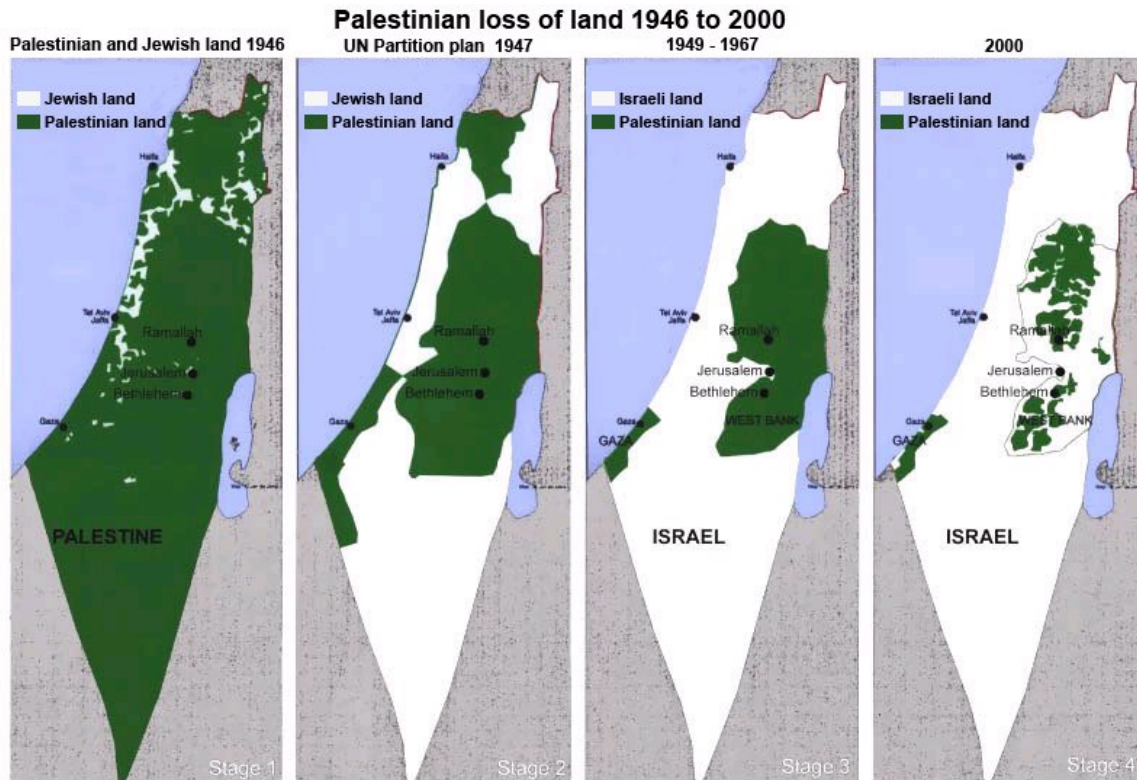 Palestinian loss of land 1946 to 2000
Palestinian and Jewish land 1946
Jewish land
Palestinian land
Haifa
Tel Aviv
Jaffa
Ramallah
Jerusalem
Bethlehem
Gaza
PALESTINE
Stage 1
UN Partition plan 1947
Jewish land
Palestinian land
Haifa
Tel Aviv
Jaffa
Ramallah
Jerusalem
Bethlehem
Gaza
Stage 2
1949 - 1967
Israeli land
Palestinian land
Haifa
Tel Aviv
Jaffa
Ramallah
Jerusalem
Bethlehem
WEST BANK
Gaza
GAZA
ISRAEL
Stage 3
2000
Israeli land
Palestinian land
Haifa
Tel Aviv
Jaffa
Ramallah
Jerusalem
Bethlehem
WEST BANK
Gaza
GAZA
ISRAEL
Stage 4